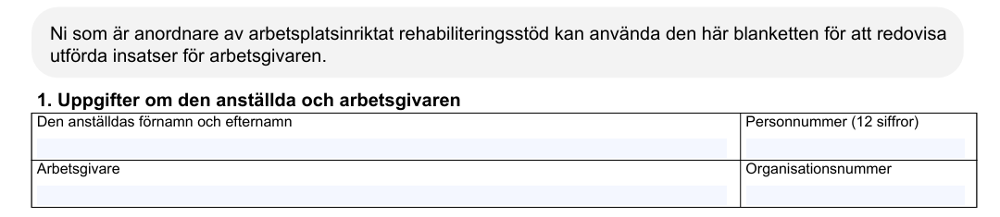 Ni som är anordnare av arbetsplatsinriktat rehabiliteringsstöd kan använda den här blanketten för att redovisa
utförda insatser för arbetsgivaren.
1. Uppgifter om den anställda och arbetsgivaren
Den anställdas förnamn och efternamn
Personnummer (12 siffror)
Arbetsgivare
Organisationsnummer